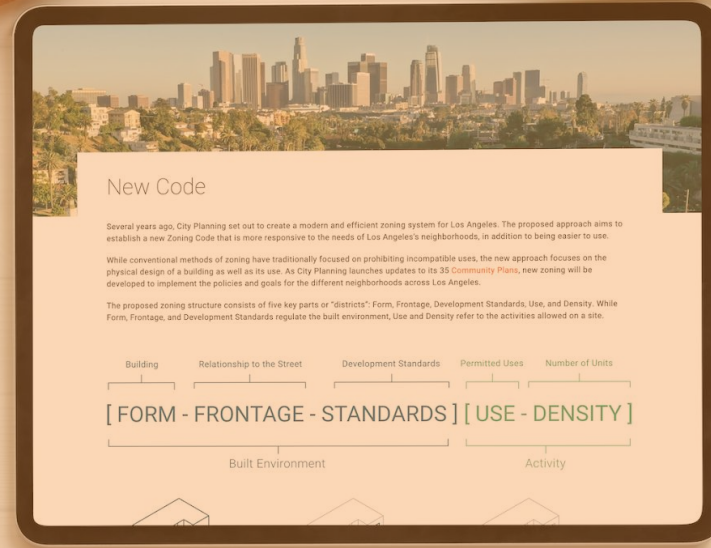 New Code
Several years ago, City Planning set out to create a modern and efficient zoning system for Los Angeles. The proposed approach aims to
establish a new Zoning Code that is more responsive to the needs of Los Angeles's neighborhoods, in addition to being easier to use.
While conventional methods of zoning have traditionally focused on prohibiting incompatible uses, the new approach focuses on the
physical design of a building as well as its use. As City Planning launches updates to its 35 Community Plans, new zoning will be
developed to implement the policies and goals for the different neighborhoods across Los Angeles.
The proposed zoning structure consists of five key parts or "districts": Form, Frontage, Development Standards, Use, and Density. While
Form, Frontage, and Development Standards regulate the built environment, Use and Density refer to the activities allowed on a site.
Building Relationship to the Street Development Standards Permitted Uses Number of Units
[ FORM - FRONTAGE - STANDARDS ] [ USE - DENSITY ]
Built Environment Activity